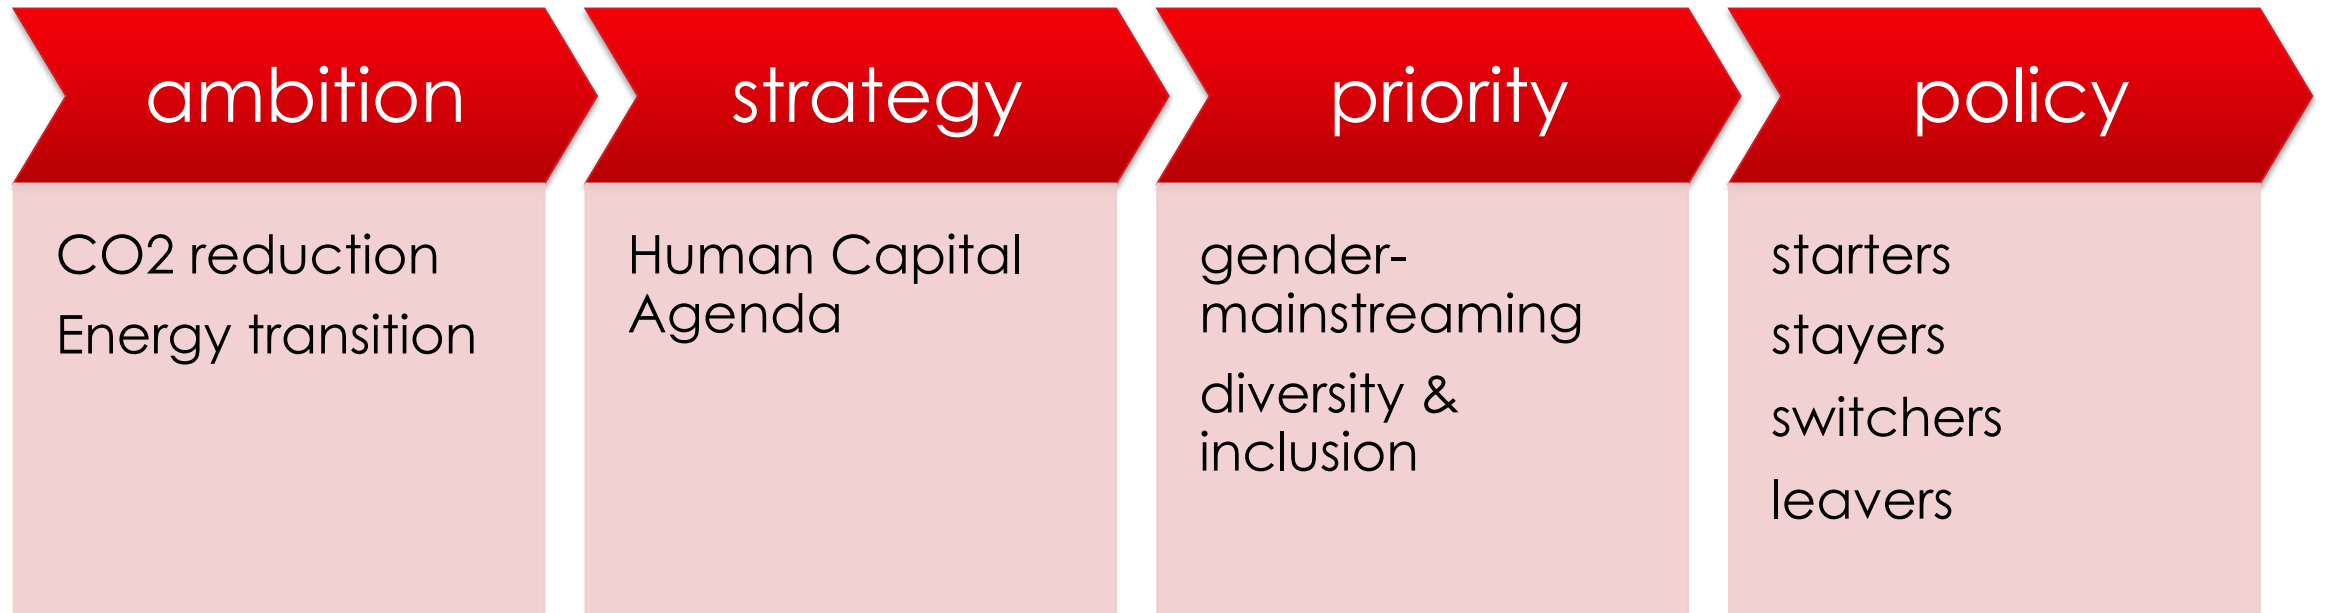 ambition
CO2 reduction
Energy transition
strategy
Human Capital
Agenda
priority
gender-
mainstreaming
diversity &
inclusion
policy
starters
stayers
switchers
leavers